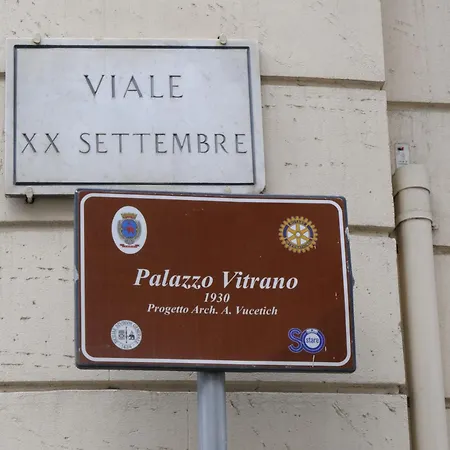 VIALE
XX SETTEMBRE
Palazzo Vitrano
1930
Progetto Arch. A. Vucetich